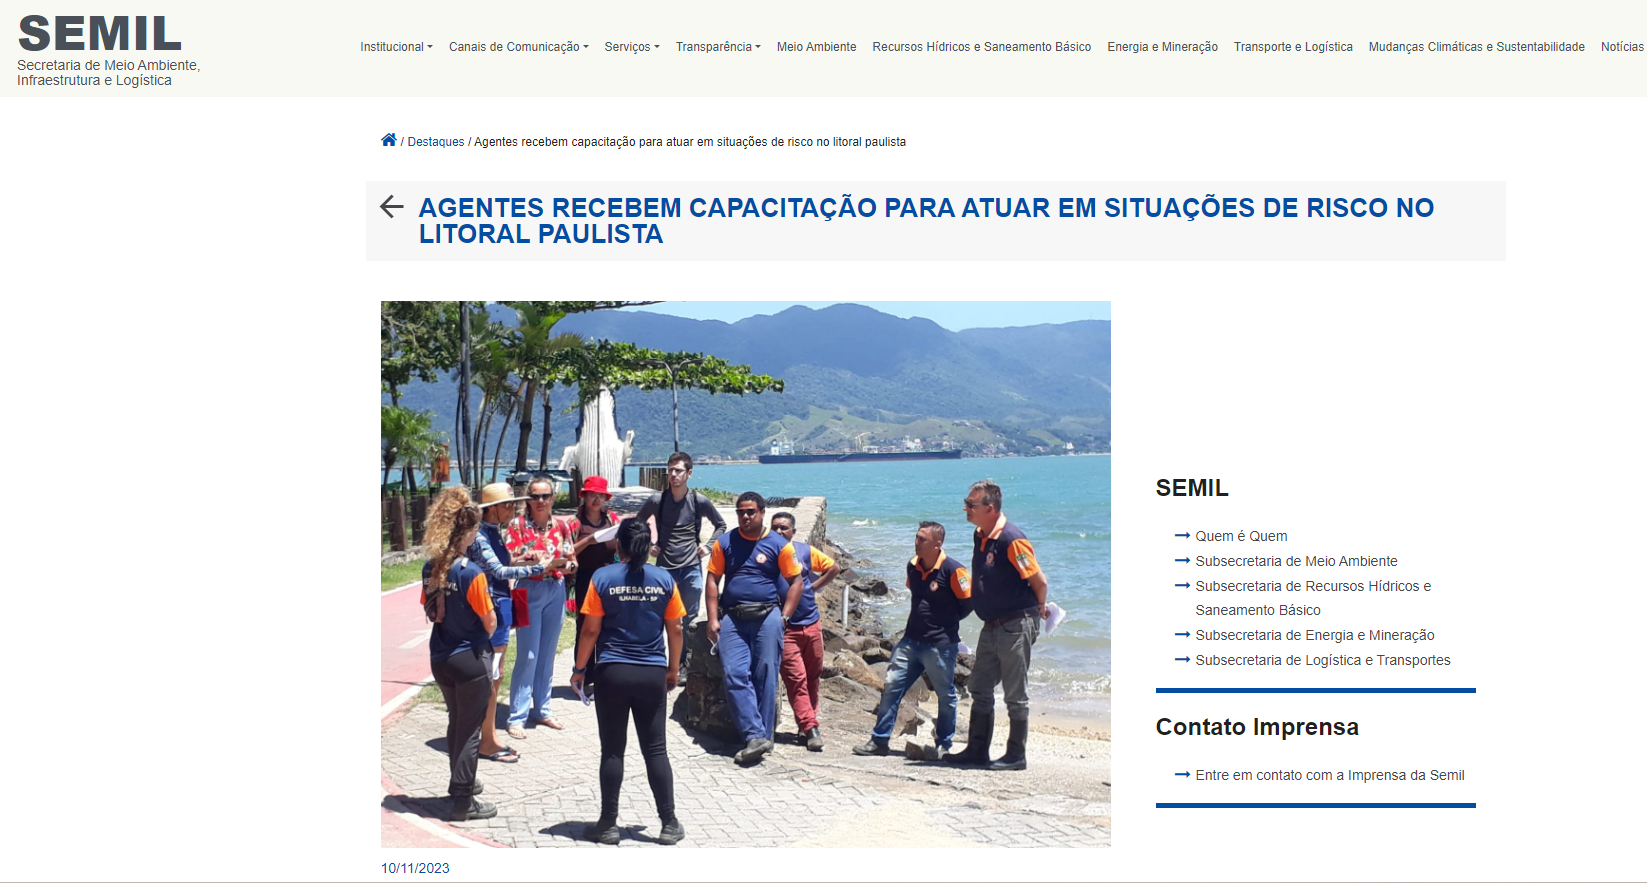 SEMIL
Secretaria de Meio Ambiente,
Infraestrutura e Logística
Institucional Canais de Comunicação Serviços Transparência Meio Ambiente Recursos Hídricos e Saneamento Básico Energia e Mineração Transporte e Logística Mudanças Climáticas e Sustentabilidade Notícias
/ Destaques / Agentes recebem capacitação para atuar em situações de risco no litoral paulista
AGENTES RECEBEM CAPACITAÇÃO PARA ATUAR EM SITUAÇÕES DE RISCO NO
LITORAL PAULISTA
DEFESA CIVIL
ILHABELA - SP
10/11/2023
SEMIL
Quem é Quem
Subsecretaria de Meio Ambiente
Subsecretaria de Recursos Hídricos e
Saneamento Básico
Subsecretaria de Energia e Mineração
Subsecretaria de Logística e Transportes
Contato Imprensa
Entre em contato com a Imprensa da Semil